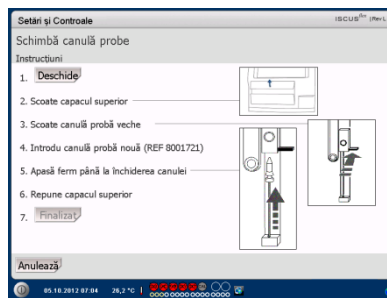 Setări și Controale
Schimbă canulă probe
Instrucțiuni
1. Deschide
2. Scoate capacul superior
3. Scoate canulă probă veche
4. Introdu canulă probă nouă (REF 8001721)
5. Apasă ferm până la închiderea canulei
6. Repune capacul superior
7. Finalizat
Anulează
05.10.2012 07:04 26,2 °C